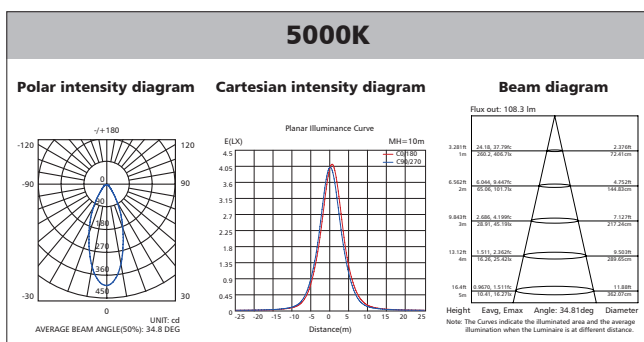 5000K
Polar intensity diagram
Cartesian intensity diagram
Beam diagram
-/+180
-120
120
-90
90
-30
30
0
0
90
180
270
360
450
UNIT: cd
AVERAGE BEAM ANGLE(50%): 34.8 DEG
Planar Illuminance Curve
E(LX)
MH=10m
C0/180
C90/270
4.5
4.05
3.6
3.15
2.7
2.25
1.8
1.35
0.9
0.45
0
-25 -20 -15 -10 -5 0 5 10 15 20 26
Distance(m)
Flux out: 108.3 lm
3.281ft 24.18, 37.79fc 2.376ft
1m 260.2, 406.7lx 72.41cm
6.562ft 6.044, 9.447fc 4.752ft
2m 65.06, 101.7lx 144.83cm
9.843ft 2.686, 4.199fc 7.127ft
3m 28.91, 45.19lx 217.24cm
13.12ft 1.511, 2.362fc 9.503ft
4m 16.26, 25.42lx 289.65cm
16.4ft 0.9670, 1.511fc 11.88ft
5m 10.41, 16.27lx 362.07cm
Height Eavg, Emax Angle: 34.81deg Diameter
Note: The Curves indicate the illuminated area and the average
illumination when the Luminaire is at different distance.